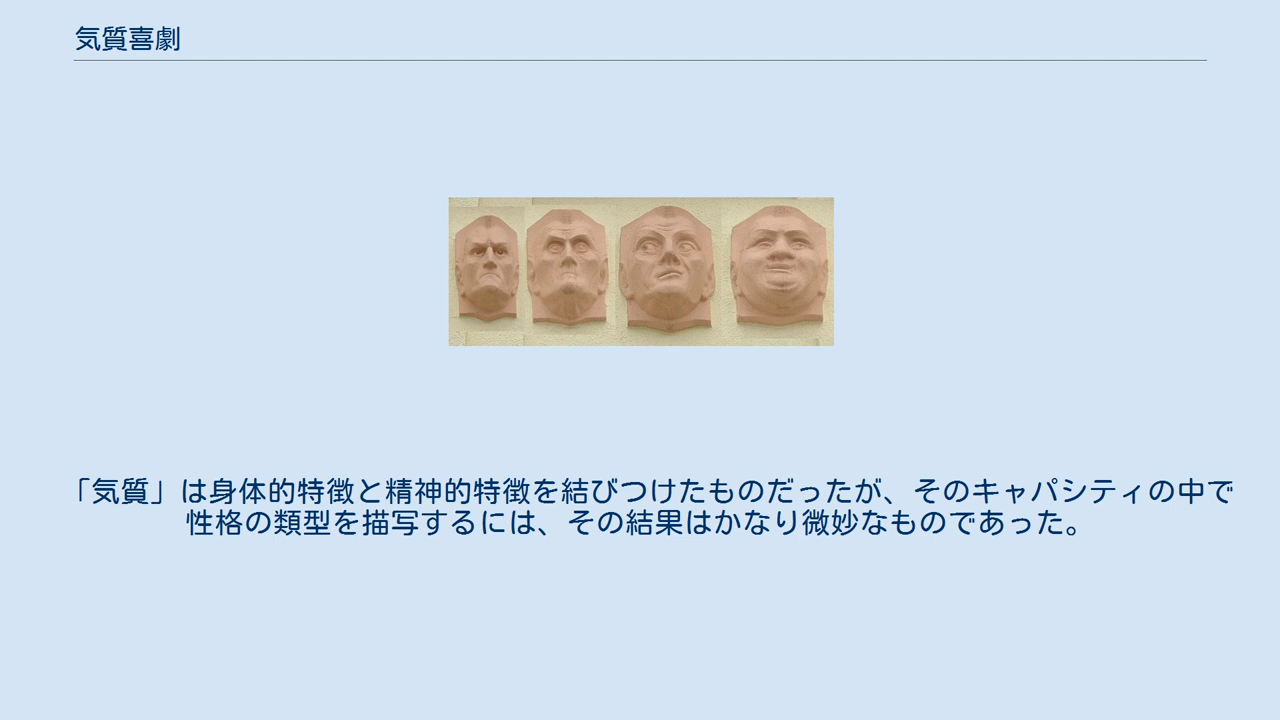 気質喜劇
「気質」は身体的特徴と精神的特徴を結びつけたものだったが、そのキャパシティの中で
性格の類型を描写するには、その結果はかなり微妙なものであった。